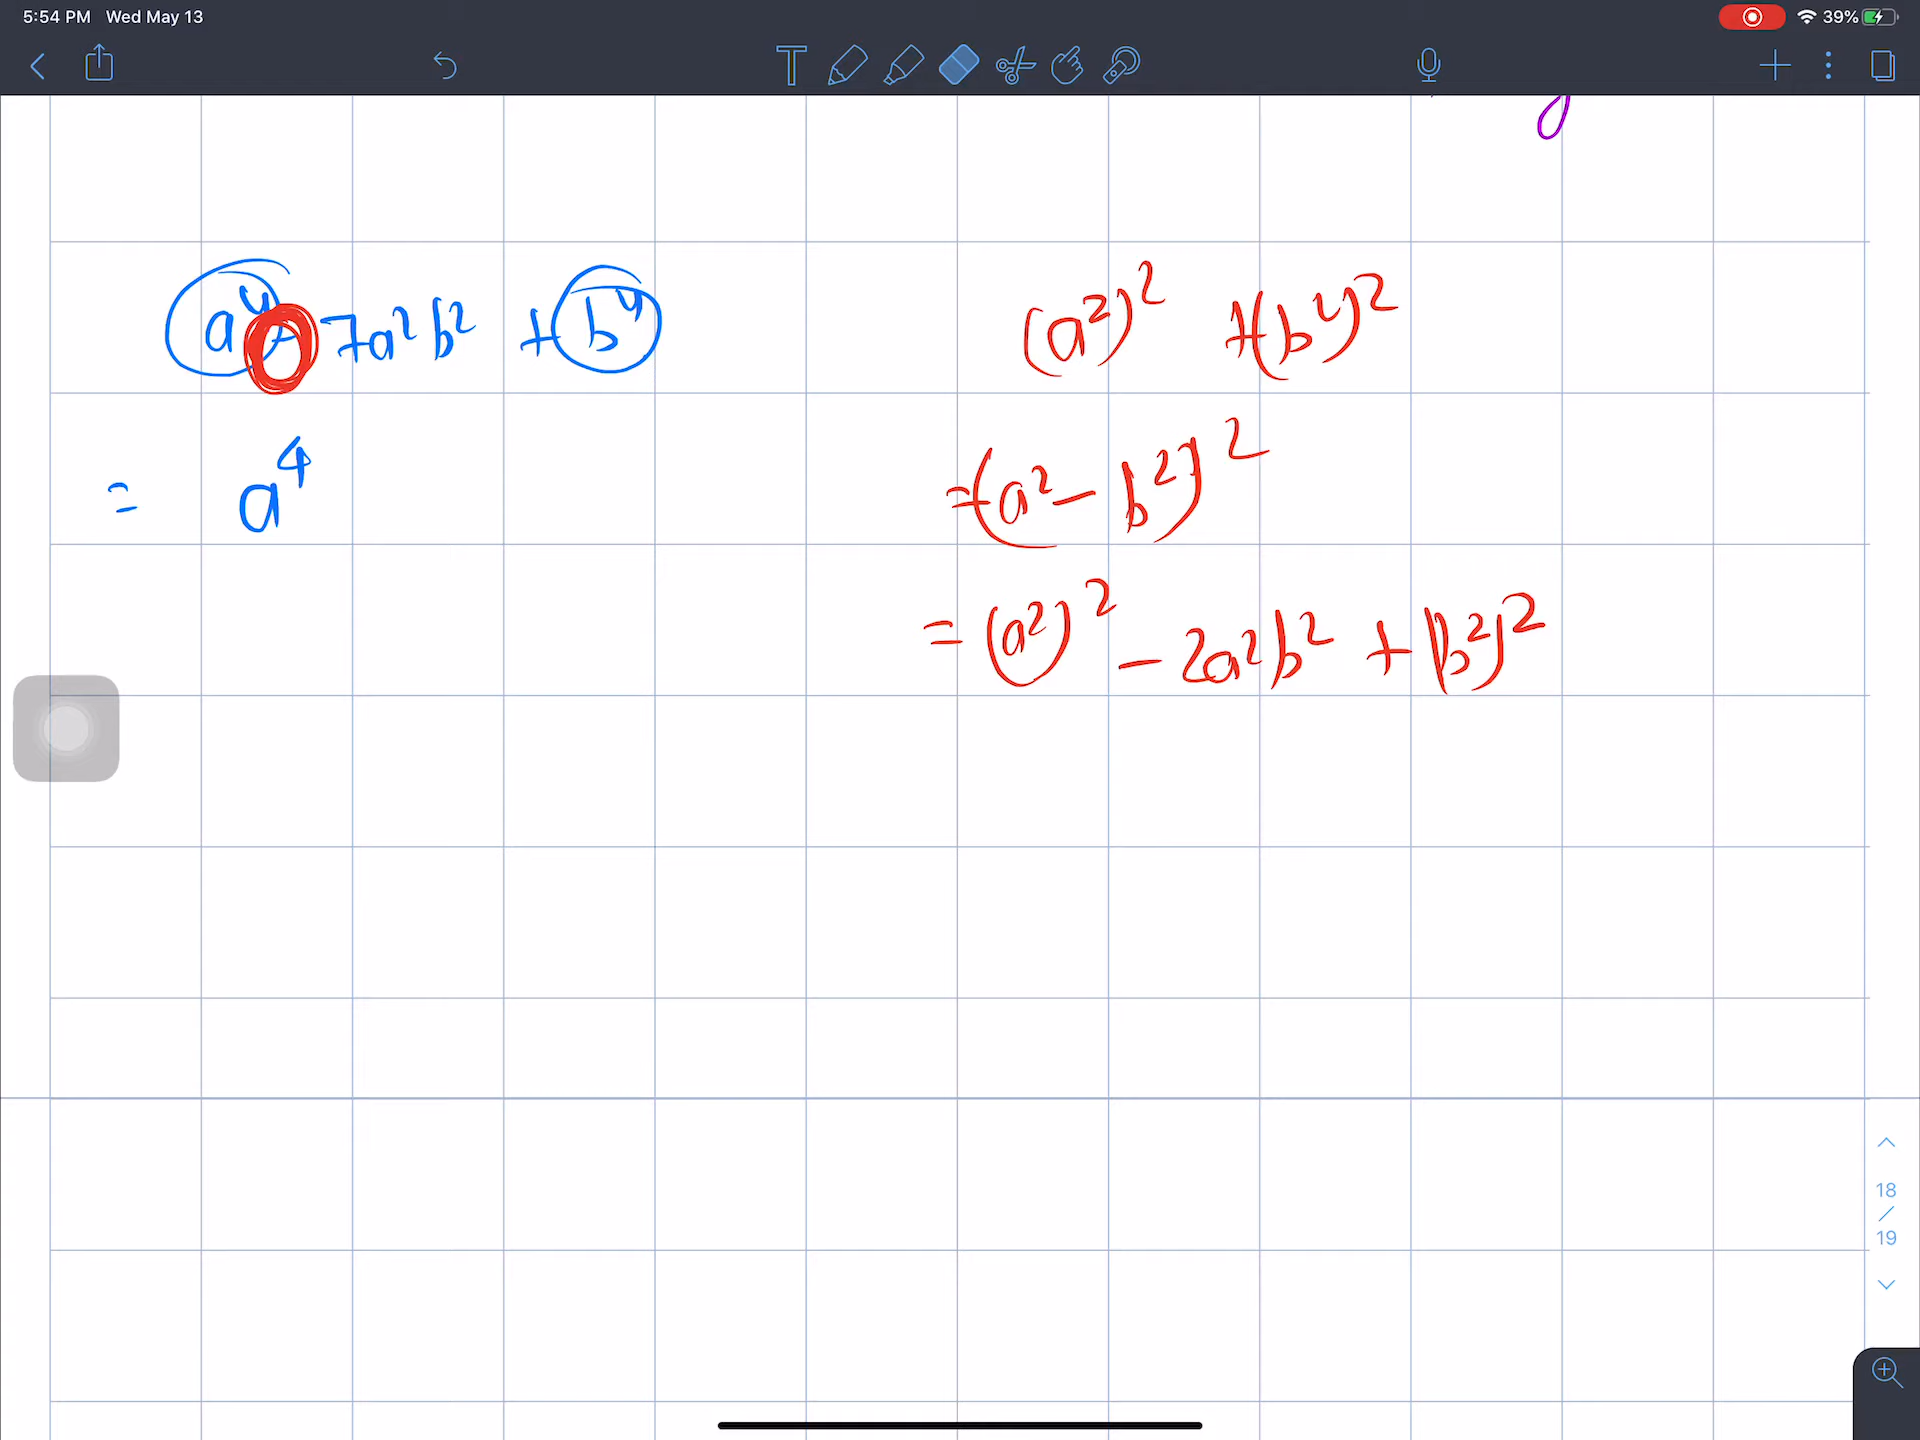 5:54 PM Wed May 13
39%
a⁴ - 7a²b² + b⁴
= a⁴
(a²)² +(b⁴)²
=(a² - b²)²
= (a²)² - 2a²b² + (b²)²
18
/
19